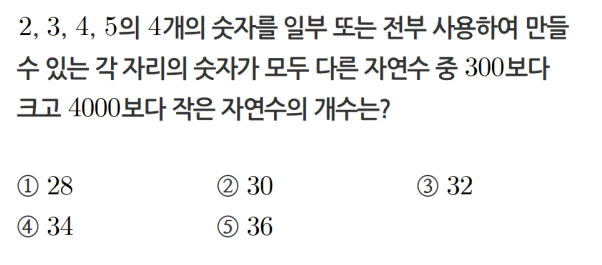 2, 3, 4, 5의 4개의 숫자를 일부 또는 전부 사용하여 만들
수 있는 각 자리의 숫자가 모두 다른 자연수 중 300보다
크고 4000보다 작은 자연수의 개수는?
① 28 ② 30 ③ 32
④ 34 ⑤ 36